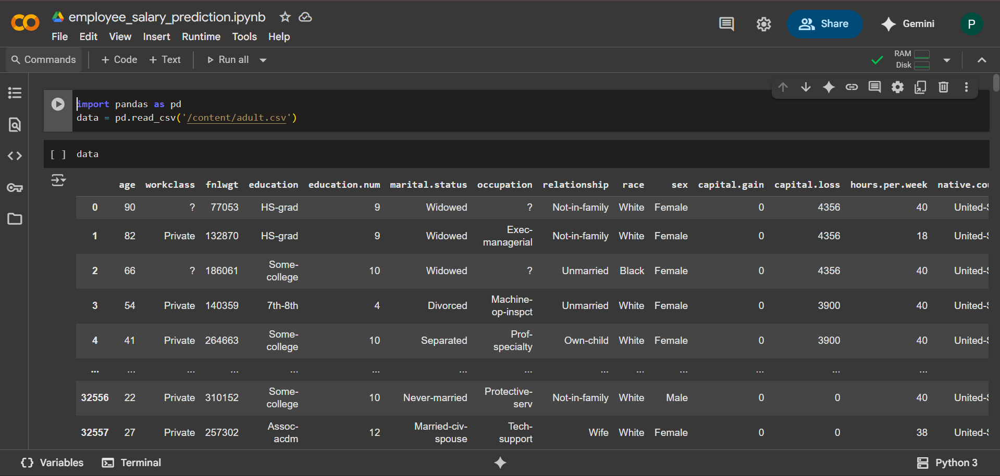 employee_salary_prediction.ipynb
File Edit View Insert Runtime Tools Help
Share
Gemini
P
Commands + Code + Text Run all
RAM
Disk
import pandas as pd
data = pd.read_csv('/content/adult.csv')
[ ] data
age workclass fnlwgt education education.num marital.status occupation relationship race sex capital.gain capital.loss hours.per.week native.cou
0 90 ? 77053 HS-grad 9 Widowed ? Not-in-family White Female 0 4356 40 United-S
1 82 Private 132870 HS-grad 9 Widowed Exec-managerial Not-in-family White Female 0 4356 18 United-S
2 66 ? 186061 Some-college 10 Widowed ? Unmarried Black Female 0 4356 40 United-S
3 54 Private 140359 7th-8th 4 Divorced Machine-op-inspct Unmarried White Female 0 3900 40 United-S
4 41 Private 264663 Some-college 10 Separated Prof-specialty Own-child White Female 0 3900 40 United-S
... ... ... ... ... ... ... ... ... ... ... ... ... ...
32556 22 Private 310152 Some-college 10 Never-married Protective-serv Not-in-family White Male 0 0 40 United-S
32557 27 Private 257302 Assoc-acdm 12 Married-civ-spouse Tech-support Wife White Female 0 0 38 United-S
Variables Terminal Python 3